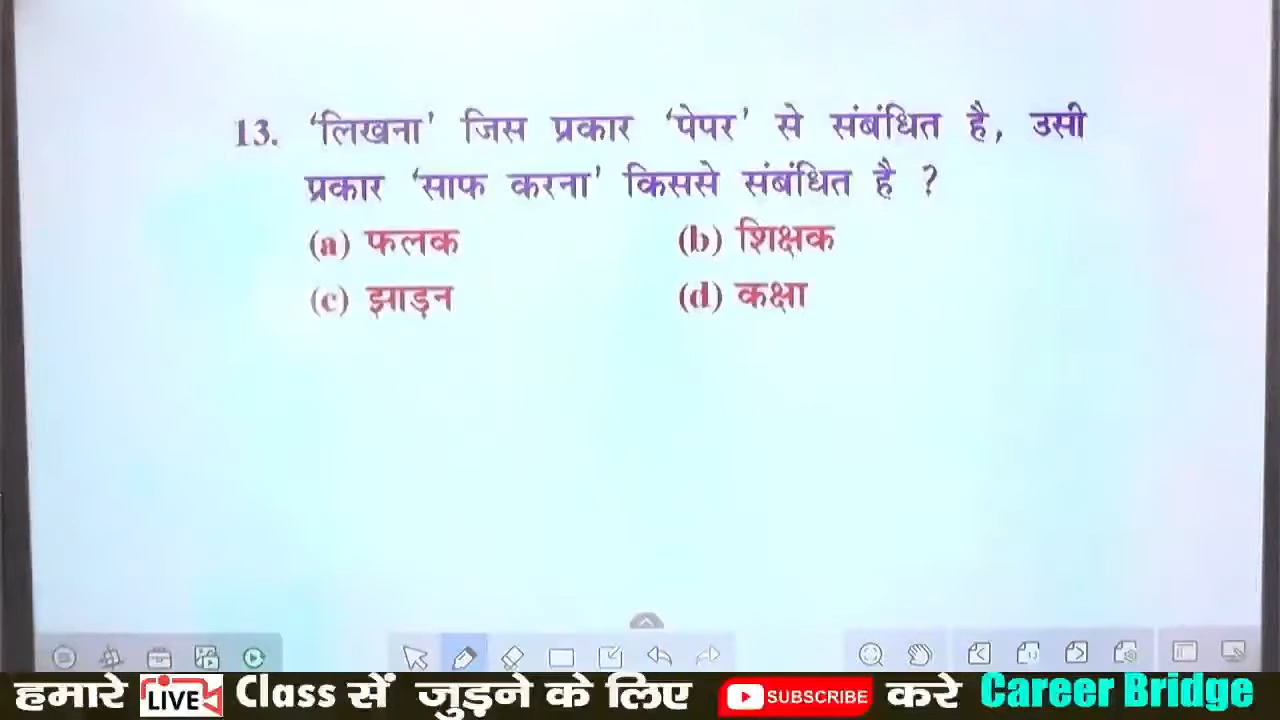 13. 'लिखना' जिस प्रकार 'पेपर' से संबंधित है, उसी
प्रकार 'साफ करना' किससे संबंधित है ?
(a) फलक (b) शिक्षक
(c) झाड़न (d) कक्षा
हमारे LIVE Class सें जुड़ने के लिए SUBSCRIBE करे Career Bridge